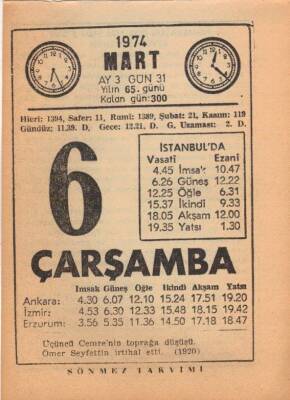 1974
MART
AY 3 GÜN 31
Yılın 65. günü
Kalan gün: 300
Hicri: 1394, Safer: 11, Rumi: 1389, Şubat: 21, Kasım: 119
Gündüz: 11.39. D, Gece: 12.21. D. G. Uzaması: 2. D.
6
İSTANBUL'DA
Vasati Ezani
4.45 İmsak 10.47
6.26 Güneş 12.22
12.25 Öğle 6.31
15.37 İkindi 9.33
18.05 Akşam 12.00
19.35 Yatsı 1.30
ÇARŞAMBA
İmsak Güneş Öğle İkindi Akşam Yatsı
Ankara: 4.30 6.07 12.10 15.24 17.51 19.20
İzmir: 4.53 6.30 12.33 15.48 18.15 19.42
Erzurum: 3.56 5.35 11.36 14.50 17.18 18.47
Üçüncü Cemre'nin toprağa düşüşü.
Ömer Seyfettin irtihal etti. (1920)
SÖNMEZ TAKVİMİ